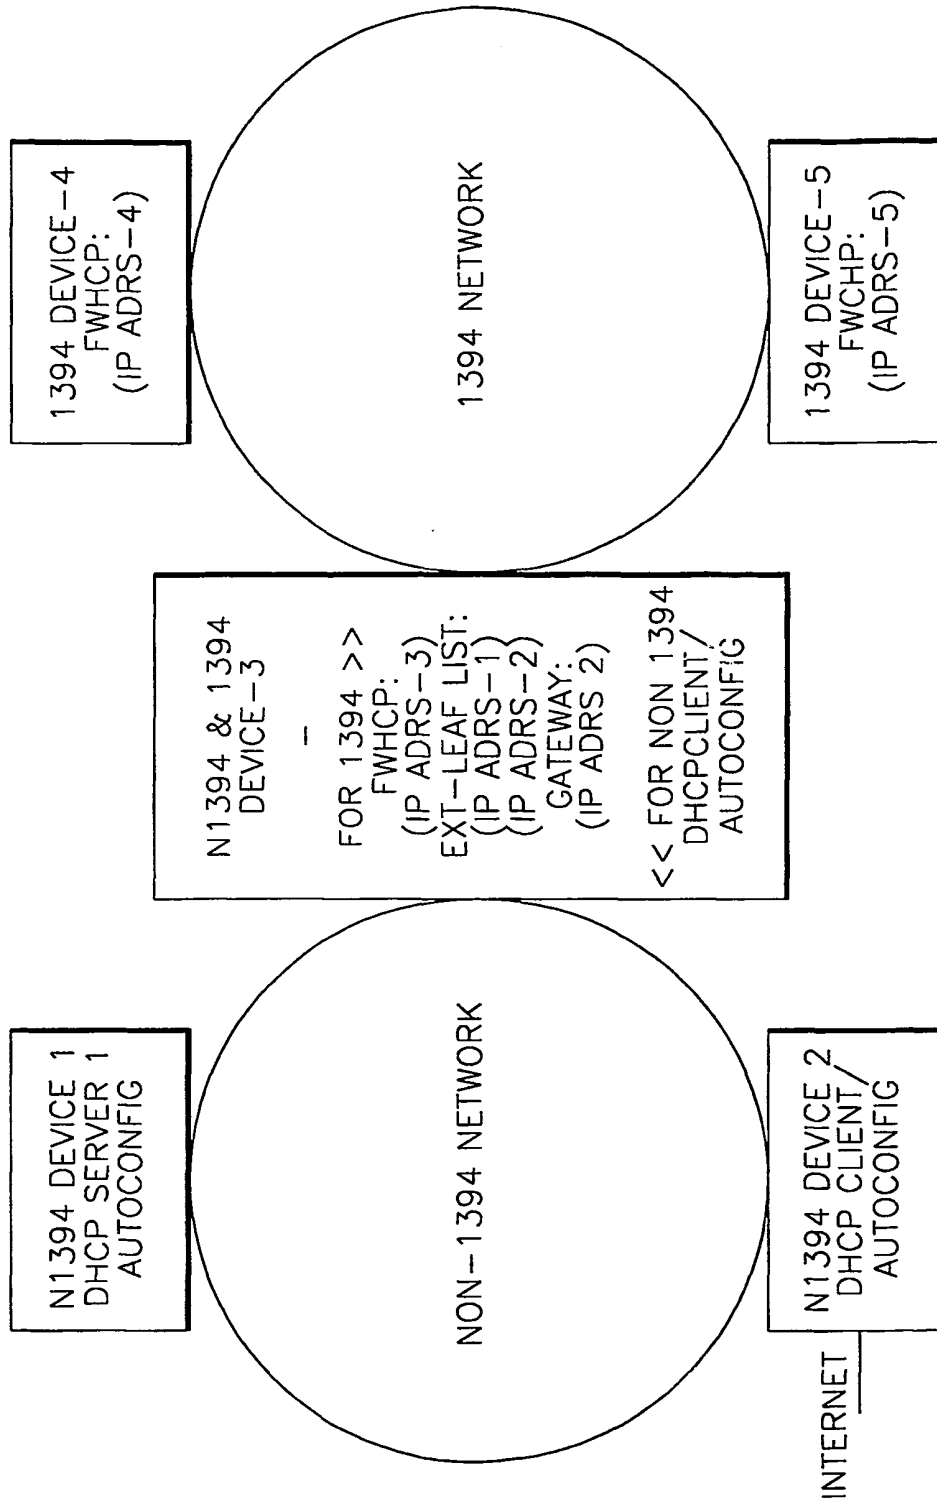 N1394 DEVICE 1
DHCP SERVER 1
AUTOCONFIG
NON-1394 NETWORK
INTERNET
N1394 DEVICE 2
DHCP CLIENT/
AUTOCONFIG
N1394 & 1394
DEVICE-3
-
FOR 1394 >>
FWHCP:
(IP ADRS-3)
EXT-LEAF LIST:
(IP ADRS-1)
(IP ADRS-2)
GATEWAY:
(IP ADRS 2)
<< FOR NON 1394
DHCPCLIENT/
AUTOCONFIG
1394 DEVICE-4
FWHCP:
(IP ADRS-4)
1394 NETWORK
1394 DEVICE-5
FWCHP:
(IP ADRS-5)